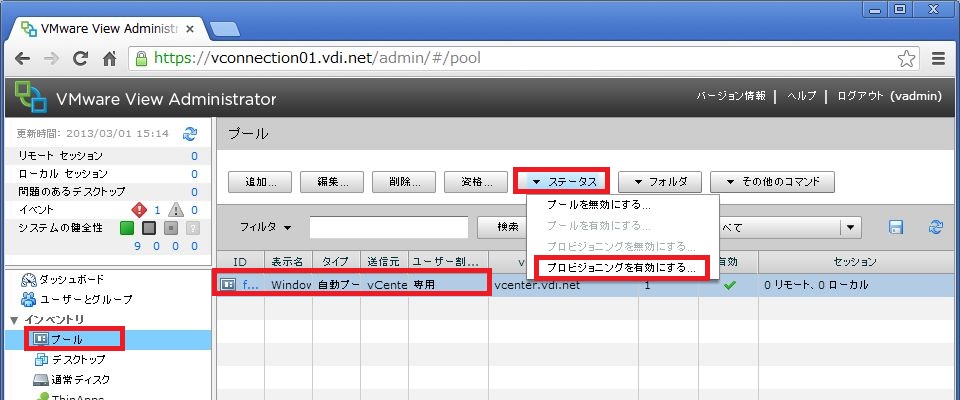 VMware View Administr
https://vconnection01.vdi.net/admin/#/pool
VMware View Administrator
バージョン情報 | ヘルプ | ログアウト (vadmin)
更新時間: 2013/03/01 15:14
リモート セッション 0
ローカル セッション 0
問題のあるデスクトップ 0
イベント 1 0
システムの健全性
9 0 0 0
ダッシュボード
ユーザーとグループ
インベントリ
プール
デスクトップ
通常ディスク
ThinApps
プール
追加... 編集... 削除... 資格... ステータス フォルダ その他のコマンド
プールを無効にする...
プールを有効にする...
プロビジョニングを無効にする...
プロビジョニングを有効にする...
フィルタ 検索 べて
ID 表示名 タイプ 送信元 ユーザー割... v 有効 セッション
f... Window 自動プー vCente 専用 vcenter.vdi.net 1 0 リモート、0 ローカル